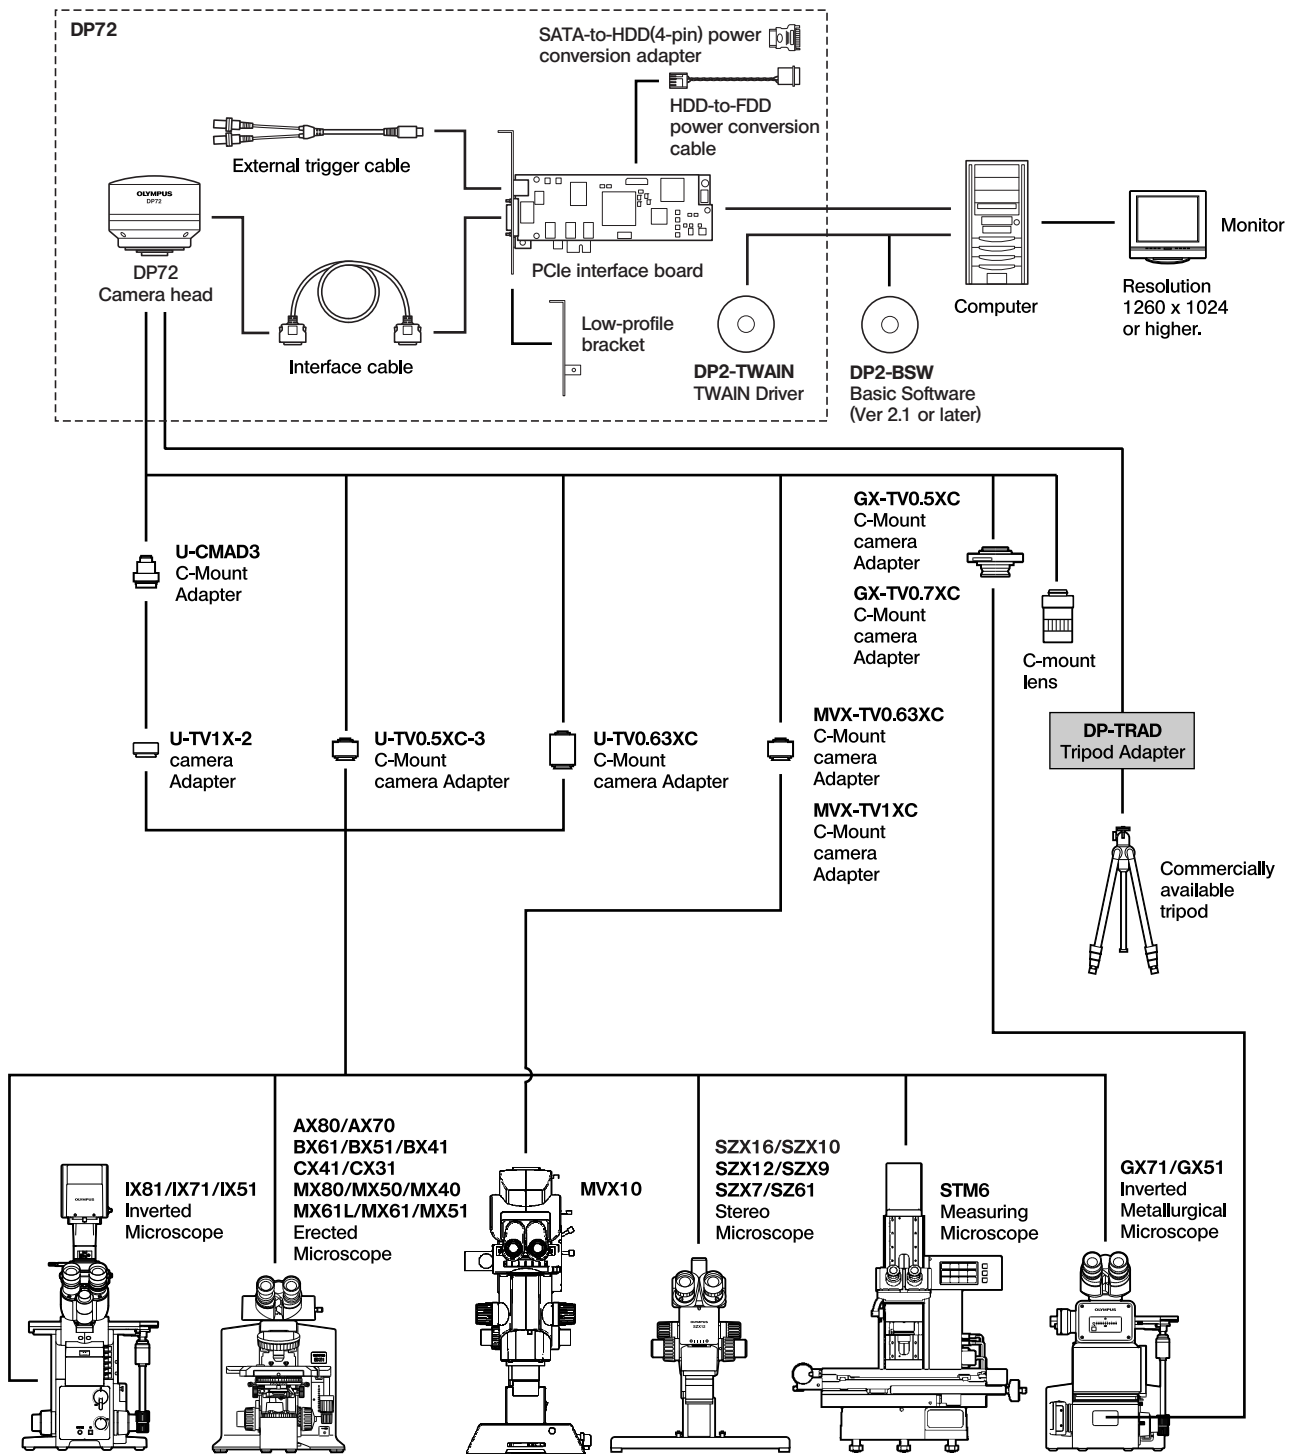 DP72
SATA-to-HDD(4-pin) power
conversion adapter
HDD-to-FDD
power conversion
cable
External trigger cable
OLYMPUS
DP72
DP72
Camera head
Interface cable
PCIe interface board
Low-profile
bracket
DP2-TWAIN
TWAIN Driver
DP2-BSW
Basic Software
(Ver 2.1 or later)
Computer
Monitor
Resolution
1260 x 1024
or higher.
U-CMAD3
C-Mount
Adapter
GX-TV0.5XC
C-Mount
camera
Adapter
GX-TV0.7XC
C-Mount
camera
Adapter
C-mount
lens
U-TV1X-2
camera
Adapter
U-TV0.5XC-3
C-Mount
camera Adapter
U-TV0.63XC
C-Mount
camera Adapter
MVX-TV0.63XC
C-Mount
camera
Adapter
MVX-TV1XC
C-Mount
camera
Adapter
DP-TRAD
Tripod Adapter
Commercially
available
tripod
IX81/IX71/IX51
Inverted
Microscope
AX80/AX70
BX61/BX51/BX41
CX41/CX31
MX80/MX50/MX40
MX61L/MX61/MX51
Erected
Microscope
MVX10
SZX16/SZX10
SZX12/SZX9
SZX7/SZ61
Stereo
Microscope
STM6
Measuring
Microscope
GX71/GX51
Inverted
Metallurgical
Microscope
OLYMPUS
OLYMPUS
SZX12
OLYMPUS